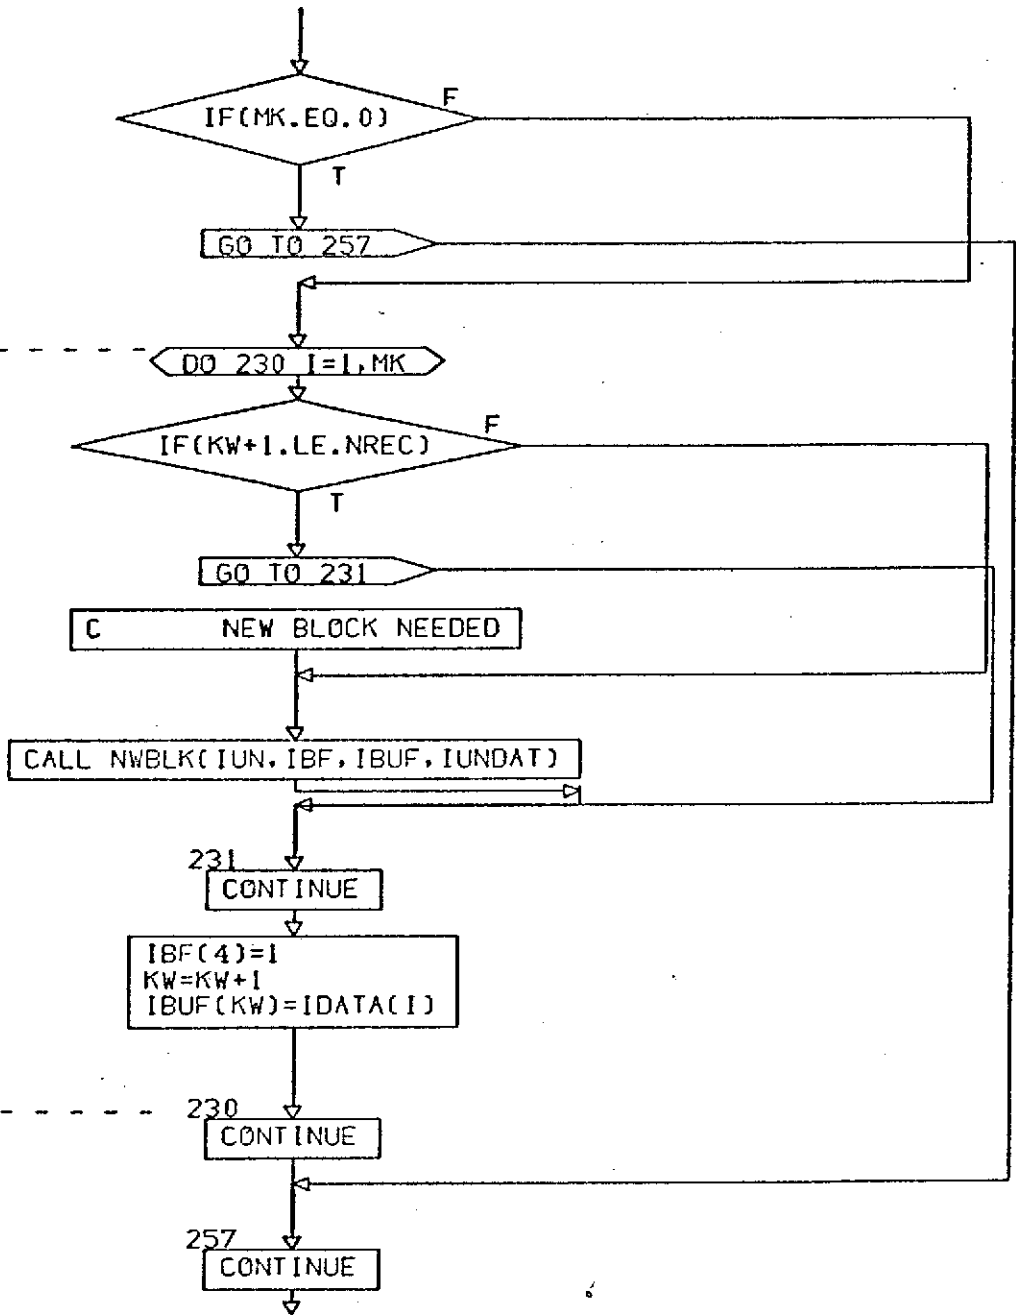 IF(MK.EQ.0)
F
T
GO TO 257
DO 230 I=1,MK
IF(KW+1.LE.NREC)
F
T
GO TO 231
C NEW BLOCK NEEDED
CALL NWBLK(IUN,IBF,IBUF,IUNDAT)
231
CONTINUE
IBF(4)=1
KW=KW+1
IBUF(KW)=IDATA(I)
230
CONTINUE
257
CONTINUE